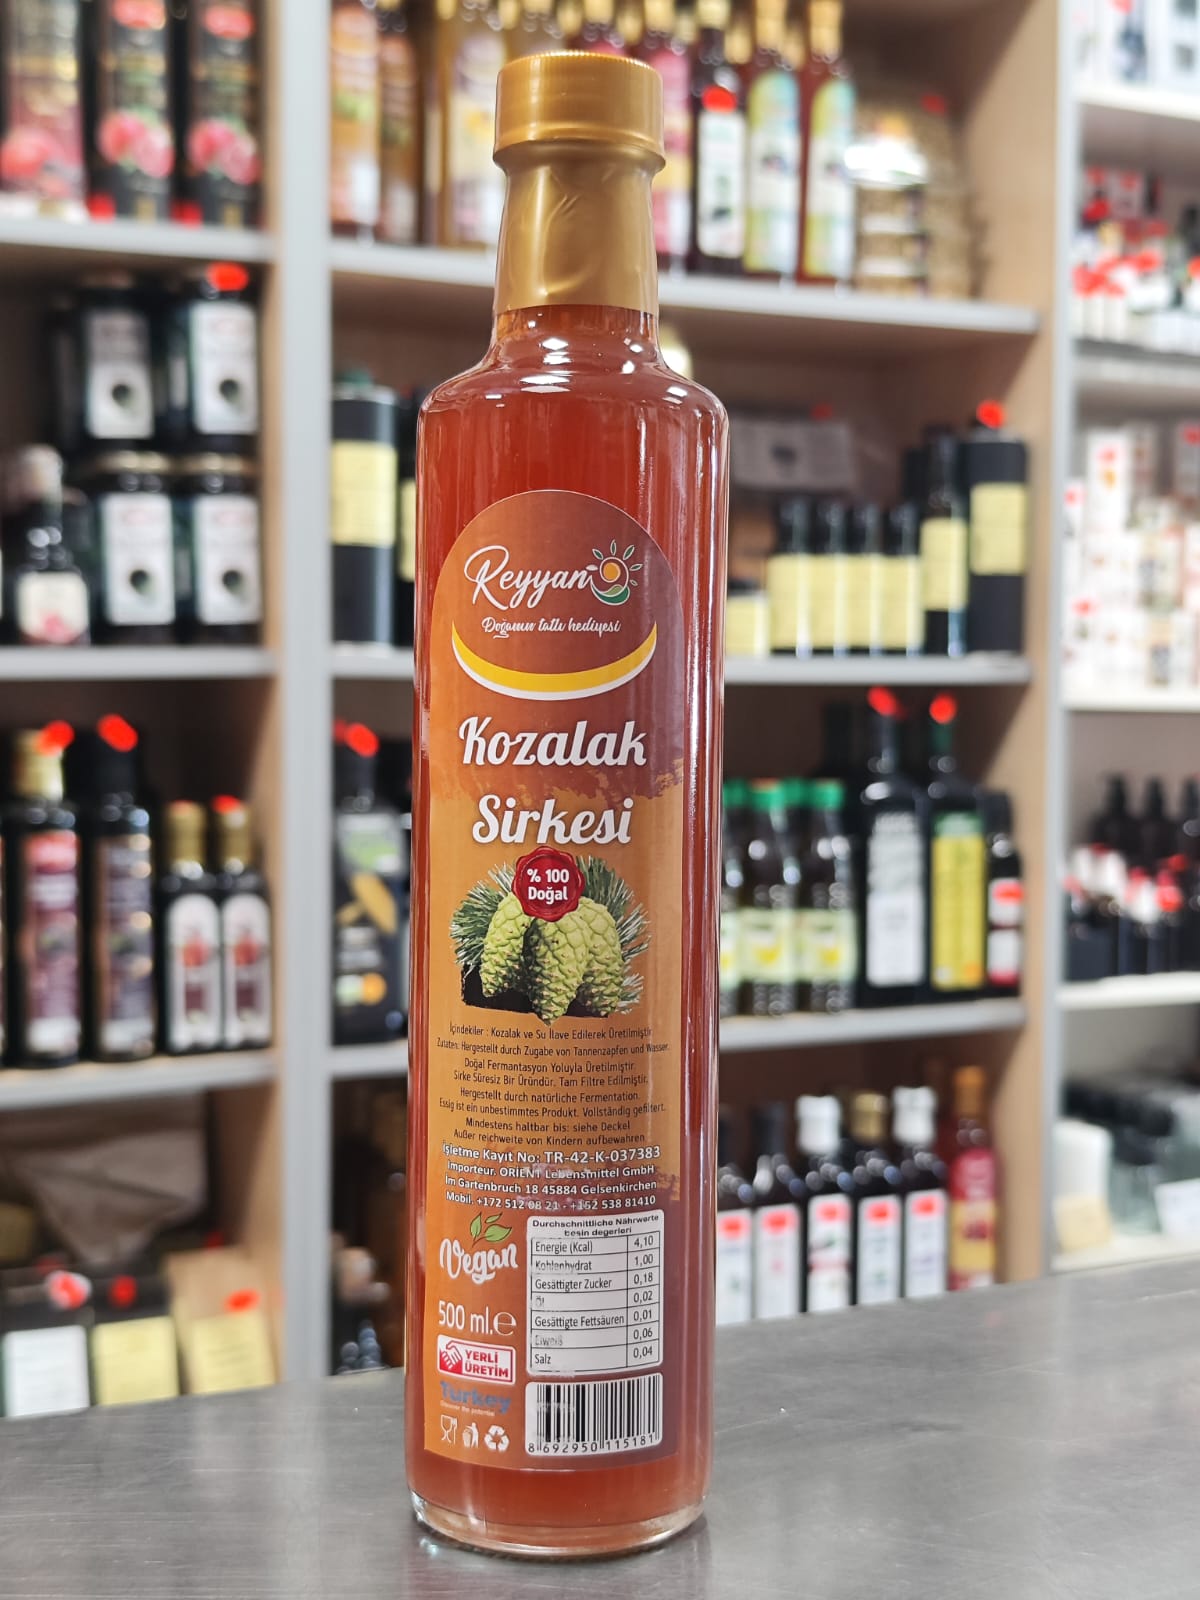 Reyyan
Doğanın tatlı hediyesi
Kozalak
Sirkesi
% 100
Doğal
İçindekiler : Kozalak ve Su İlave Edilerek Üretilmiştir
Zutaten: Hergestellt durch Zugabe von Tannenzapfen und Wasser.
Doğal Fermantasyon Yoluyla Üretilmiştir.
Sirke Süresiz Bir Üründür. Tam Filtre Edilmiştir.
Hergestellt durch natürliche Fermentation.
Essig ist ein unbestimmtes Produkt. Vollständig gefiltert.
Mindestens haltbar bis: siehe Deckel
Außer reichweite von Kindern aufbewahren
İşletme Kayıt No: TR-42-K-037383
Importeur. ORIENT Lebensmittel GmbH
İm Gartenbruch 18 45884 Gelsenkirchen
Mobil. +172 512 08 21 - +152 538 81410
Vegan
500 ml.e
YERLİ
ÜRETİM
Turkey
Discover the potential
Durchschnittliche Nährwerte
besin degerleri
Energie (Kcal) 4,10
Kohlenhydrat 1,00
Gesättigter Zucker 0,18
Öl 0,02
Gesättigte Fettsäuren 0,01
Eiweiß 0,06
Salz 0,04
8 692950 115181